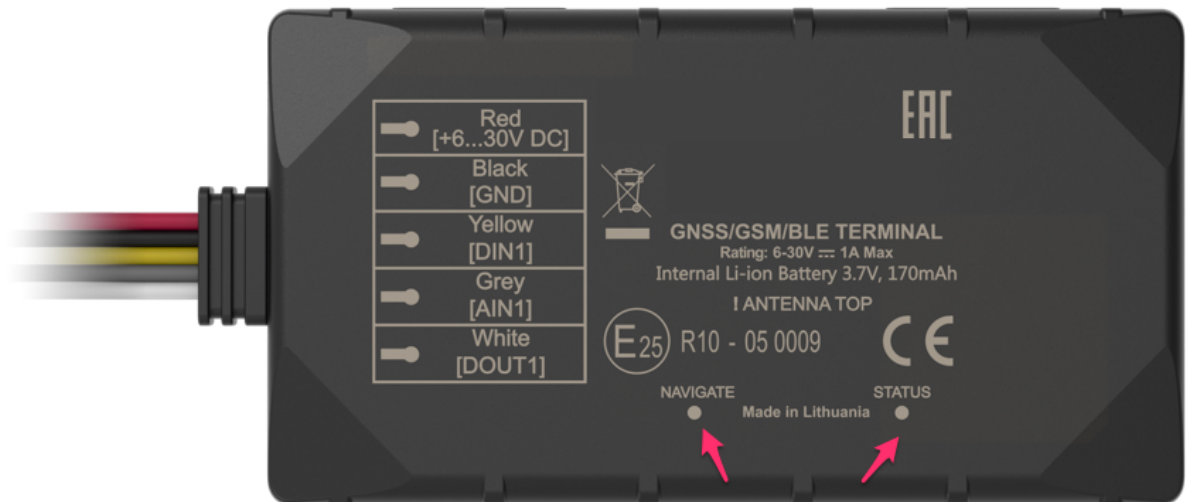 Red
[+6...30V DC]
Black
[GND]
Yellow
[DIN1]
Grey
[AIN1]
White
[DOUT1]
EAC
GNSS/GSM/BLE TERMINAL
Rating: 6-30V ⎓ 1A Max
Internal Li-ion Battery 3.7V, 170mAh
! ANTENNA TOP
E25 R10 - 05 0009 CE
NAVIGATE STATUS
Made in Lithuania